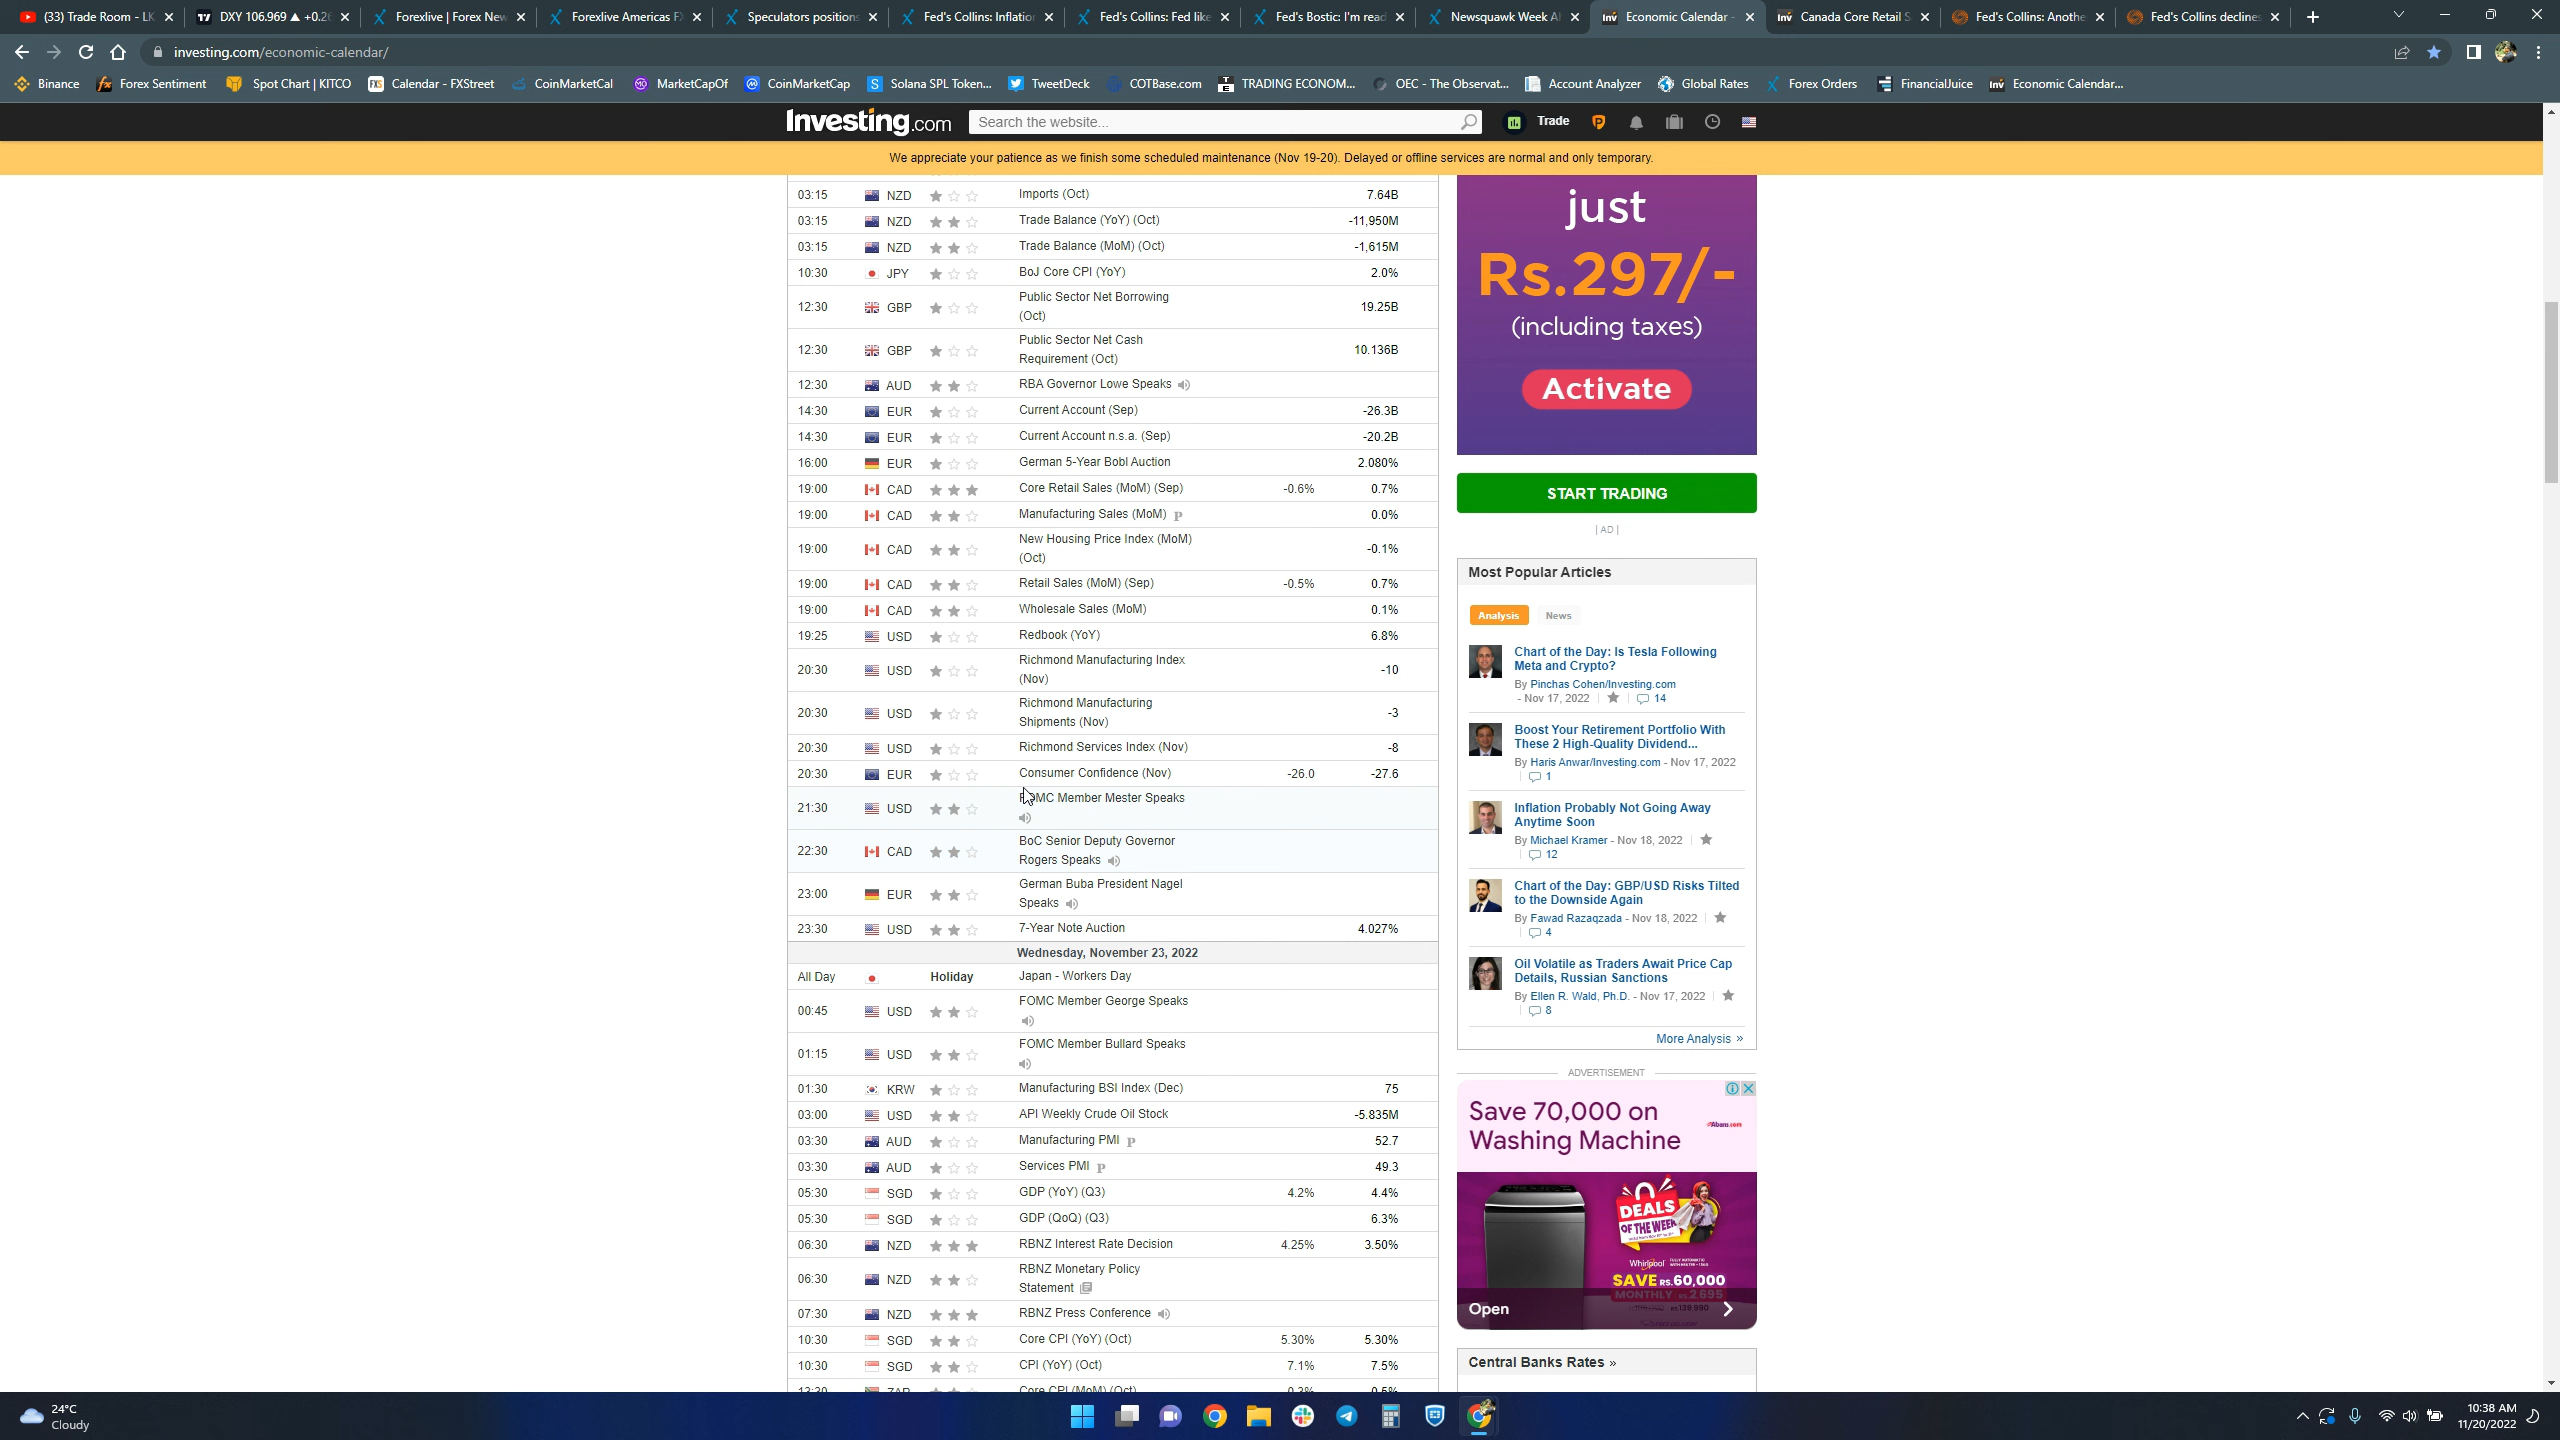 (33) Trade Room - LK
DXY 106.969 ▲ +0.2
Forexlive | Forex New
Forexlive Americas F
Speculators position
Fed's Collins: Inflatio
Fed's Collins: Fed like
Fed's Bostic: I'm read
Newsquawk Week A
Economic Calendar -
Canada Core Retail S
Fed's Collins: Anothe
Fed's Collins decline
investing.com/economic-calendar/
Binance
Forex Sentiment
Spot Chart | KITCO
Calendar - FXStreet
CoinMarketCal
MarketCapOf
CoinMarketCap
Solana SPL Token...
TweetDeck
COTBase.com
TRADING ECONOM...
OEC - The Observat...
Account Analyzer
Global Rates
Forex Orders
FinancialJuice
Economic Calendar...
Investing.com
Search the website...
Trade
We appreciate your patience as we finish some scheduled maintenance (Nov 19-20). Delayed or offline services are normal and only temporary.
03:15 NZD Imports (Oct) 7.64B
03:15 NZD Trade Balance (YoY) (Oct) -11,950M
03:15 NZD Trade Balance (MoM) (Oct) -1,615M
10:30 JPY BoJ Core CPI (YoY) 2.0%
12:30 GBP Public Sector Net Borrowing (Oct) 19.25B
12:30 GBP Public Sector Net Cash Requirement (Oct) 10.136B
12:30 AUD RBA Governor Lowe Speaks
14:30 EUR Current Account (Sep) -26.3B
14:30 EUR Current Account n.s.a. (Sep) -20.2B
16:00 EUR German 5-Year Bobl Auction 2.080%
19:00 CAD Core Retail Sales (MoM) (Sep) -0.6% 0.7%
19:00 CAD Manufacturing Sales (MoM) P 0.0%
19:00 CAD New Housing Price Index (MoM) (Oct) -0.1%
19:00 CAD Retail Sales (MoM) (Sep) -0.5% 0.7%
19:00 CAD Wholesale Sales (MoM) 0.1%
19:25 USD Redbook (YoY) 6.8%
20:30 USD Richmond Manufacturing Index (Nov) -10
20:30 USD Richmond Manufacturing Shipments (Nov) -3
20:30 USD Richmond Services Index (Nov) -8
20:30 EUR Consumer Confidence (Nov) -26.0 -27.6
21:30 USD FOMC Member Mester Speaks
22:30 CAD BoC Senior Deputy Governor Rogers Speaks
23:00 EUR German Buba President Nagel Speaks
23:30 USD 7-Year Note Auction 4.027%
Wednesday, November 23, 2022
All Day Holiday Japan - Workers Day
00:45 USD FOMC Member George Speaks
01:15 USD FOMC Member Bullard Speaks
01:30 KRW Manufacturing BSI Index (Dec) 75
03:00 USD API Weekly Crude Oil Stock -5.835M
03:30 AUD Manufacturing PMI P 52.7
03:30 AUD Services PMI P 49.3
05:30 SGD GDP (YoY) (Q3) 4.2% 4.4%
05:30 SGD GDP (QoQ) (Q3) 6.3%
06:30 NZD RBNZ Interest Rate Decision 4.25% 3.50%
06:30 NZD RBNZ Monetary Policy Statement
07:30 NZD RBNZ Press Conference
10:30 SGD Core CPI (YoY) (Oct) 5.30% 5.30%
10:30 SGD CPI (YoY) (Oct) 7.1% 7.5%
Core CPI (MoM) (Oct)
just
Rs.297/-
(including taxes)
Activate
START TRADING
| AD |
Most Popular Articles
Analysis News
Chart of the Day: Is Tesla Following
Meta and Crypto?
By Pinchas Cohen/Investing.com
- Nov 17, 2022 | 14
Boost Your Retirement Portfolio With
These 2 High-Quality Dividend...
By Haris Anwar/Investing.com - Nov 17, 2022
1
Inflation Probably Not Going Away
Anytime Soon
By Michael Kramer - Nov 18, 2022
12
Chart of the Day: GBP/USD Risks Tilted
to the Downside Again
By Fawad Razaqzada - Nov 18, 2022
4
Oil Volatile as Traders Await Price Cap
Details, Russian Sanctions
By Ellen R. Wald, Ph.D. - Nov 17, 2022
8
More Analysis »
ADVERTISEMENT
Save 70,000 on
Washing Machine
Abans.com
DEALS
OF THE WEEK
Whirlpool
SAVE RS.60,000
MONTHLY RS.2,695
139,990
Open
Central Banks Rates »
24°C
Cloudy
10:38 AM
11/20/2022